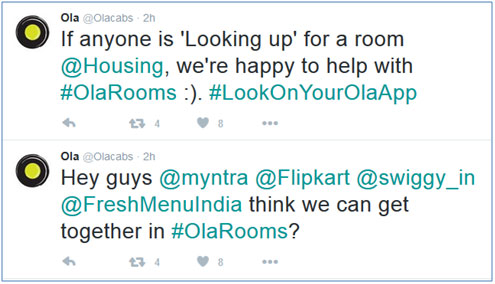 Ola @Olacabs · 2h
If anyone is 'Looking up' for a room
@Housing, we're happy to help with
#OlaRooms :). #LookOnYourOlaApp
4 8
Ola @Olacabs · 2h
Hey guys @myntra @Flipkart @swiggy_in
@FreshMenuIndia think we can get
together in #OlaRooms?
4 8